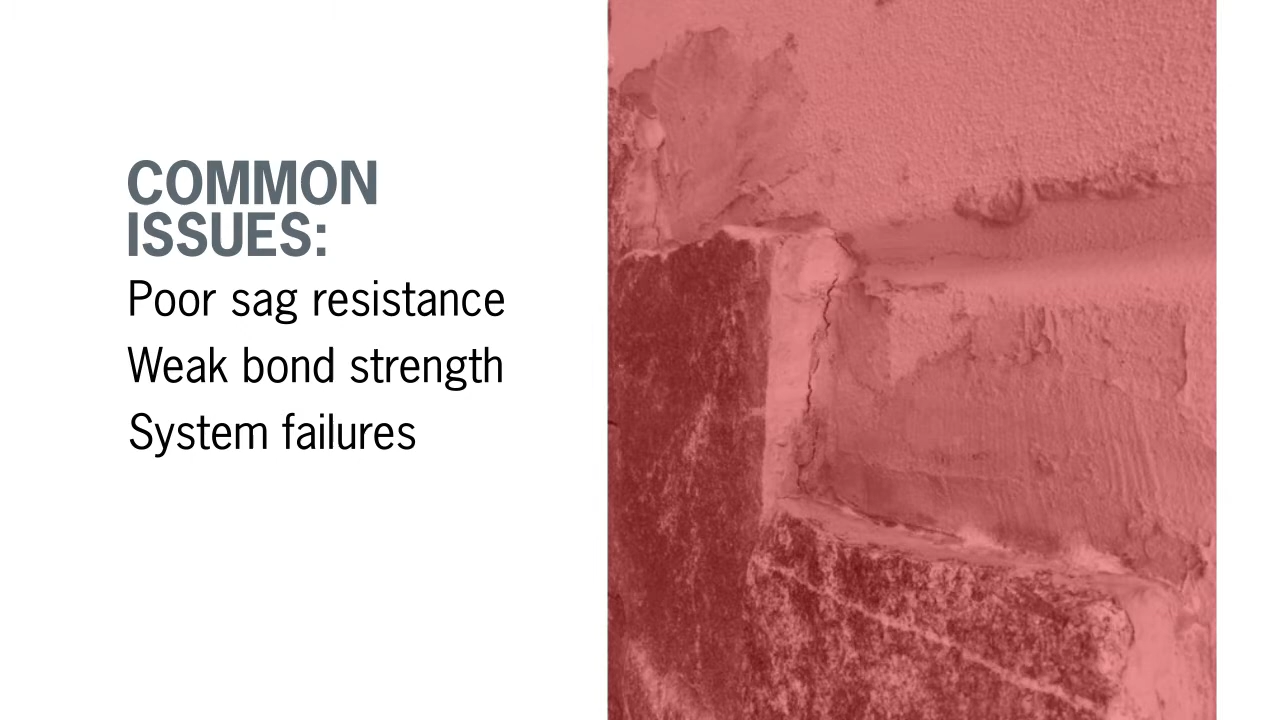 COMMON
ISSUES:
Poor sag resistance
Weak bond strength
System failures